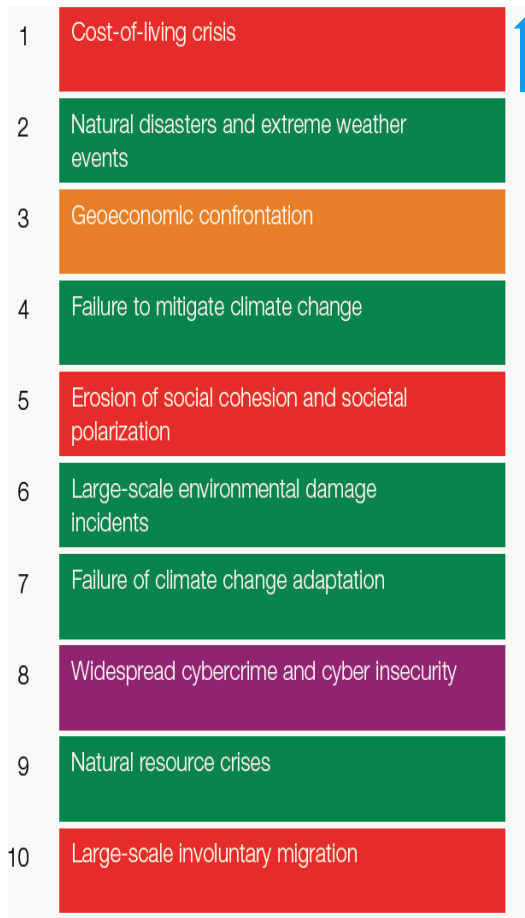 1 Cost-of-living crisis
2 Natural disasters and extreme weather
events
3 Geoeconomic confrontation
4 Failure to mitigate climate change
5 Erosion of social cohesion and societal
polarization
6 Large-scale environmental damage
incidents
7 Failure of climate change adaptation
8 Widespread cybercrime and cyber insecurity
9 Natural resource crises
10 Large-scale involuntary migration